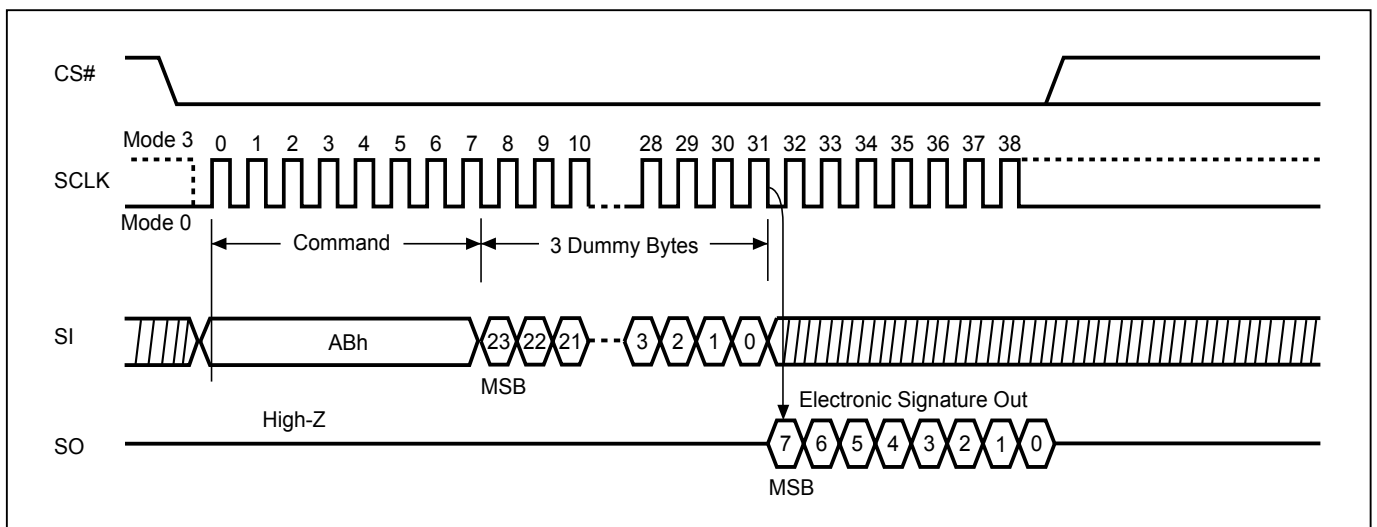 CS#
Mode 3
0 1 2 3 4 5 6 7 8 9 10 28 29 30 31 32 33 34 35 36 37 38
SCLK
Mode 0
Command 3 Dummy Bytes
SI
ABh 23 22 21 3 2 1 0
MSB
Electronic Signature Out
High-Z
SO
7 6 5 4 3 2 1 0
MSB